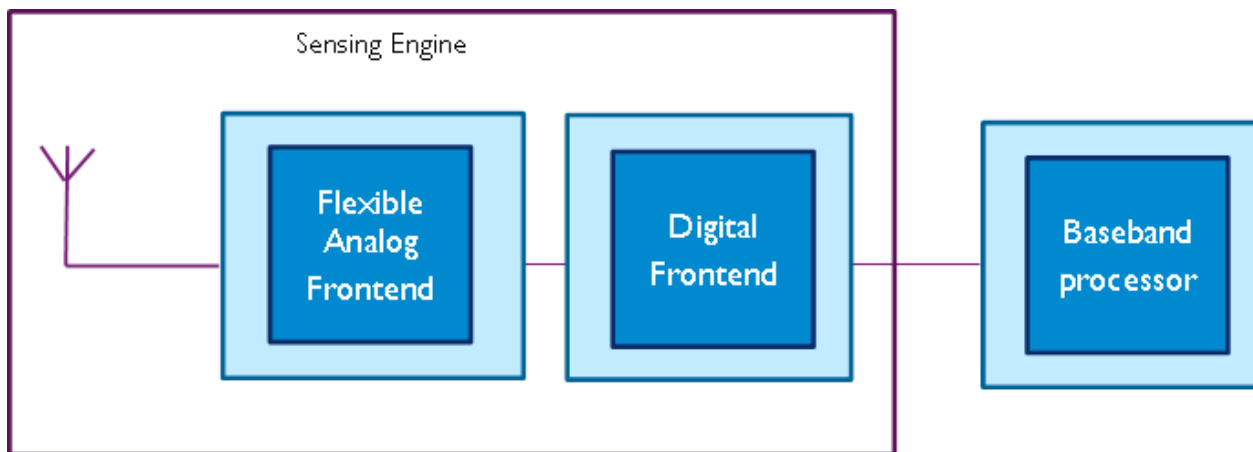 Sensing Engine
Flexible
Analog
Frontend
Digital
Frontend
Baseband
processor